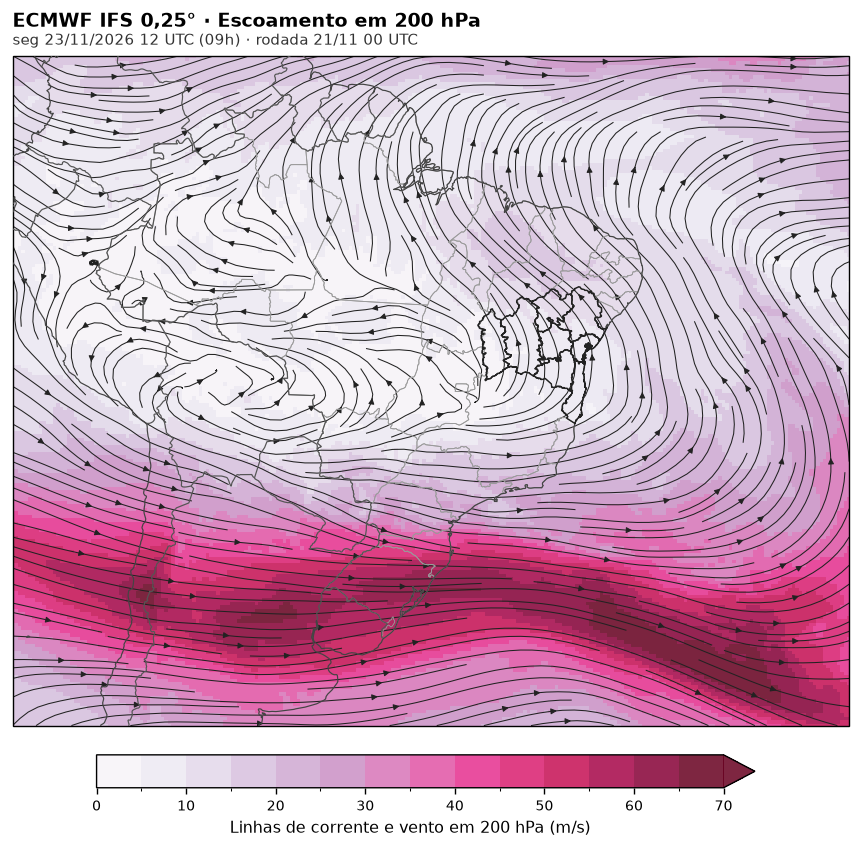 ECMWF IFS 0,25° · Escoamento em 200 hPa
seg 23/11/2026 12 UTC (09h) · rodada 21/11 00 UTC
0 10 20 30 40 50 60 70
Linhas de corrente e vento em 200 hPa (m/s)